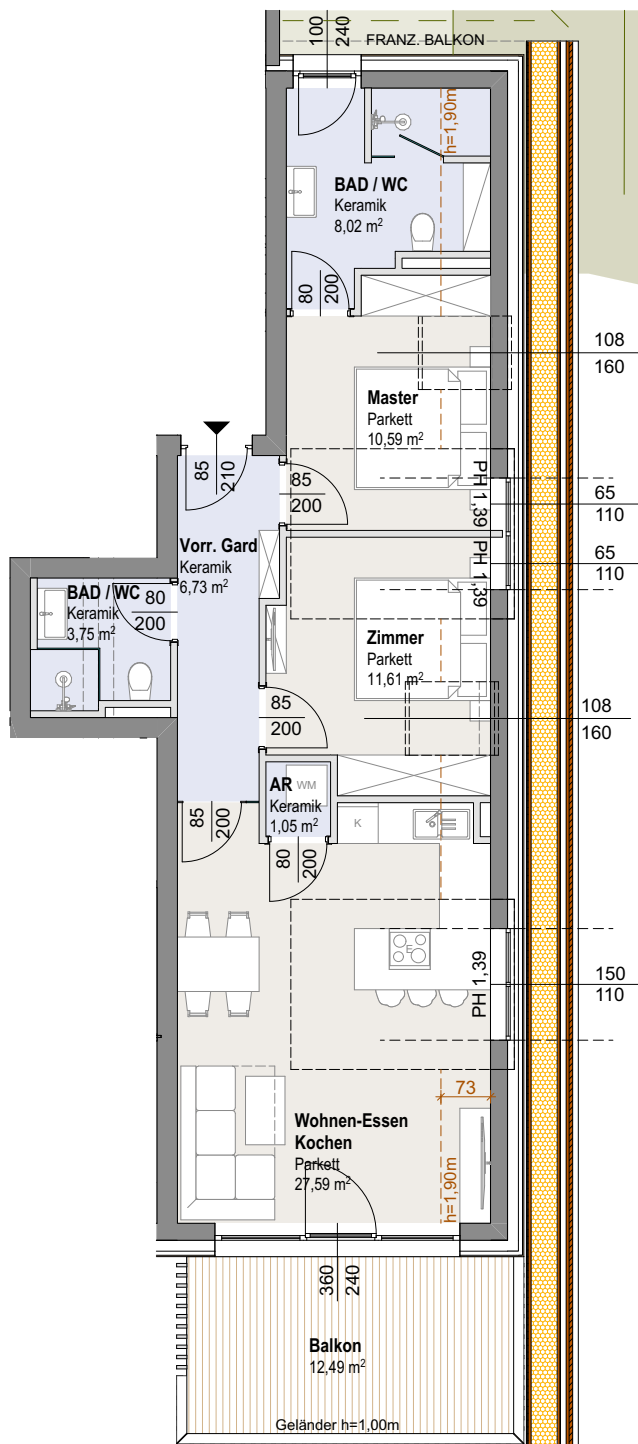 100
240
FRANZ. BALKON
h=1,90m
BAD / WC
Keramik
8,02 m²
80
200
108
160
Master
Parkett
10,59 m²
85
210
85
200
PH 1,39
65
110
Vorr. Gard
Keramik
6,73 m²
PH 1,39
65
110
BAD / WC
Keramik
3,75 m²
80
200
Zimmer
Parkett
11,61 m²
85
200
108
160
AR
Keramik
1,05 m²
WM
K
85
200
80
200
E
PH 1,39
150
110
73
Wohnen-Essen
Kochen
Parkett
27,59 m²
h=1,90m
360
240
Balkon
12,49 m²
Geländer h=1,00m